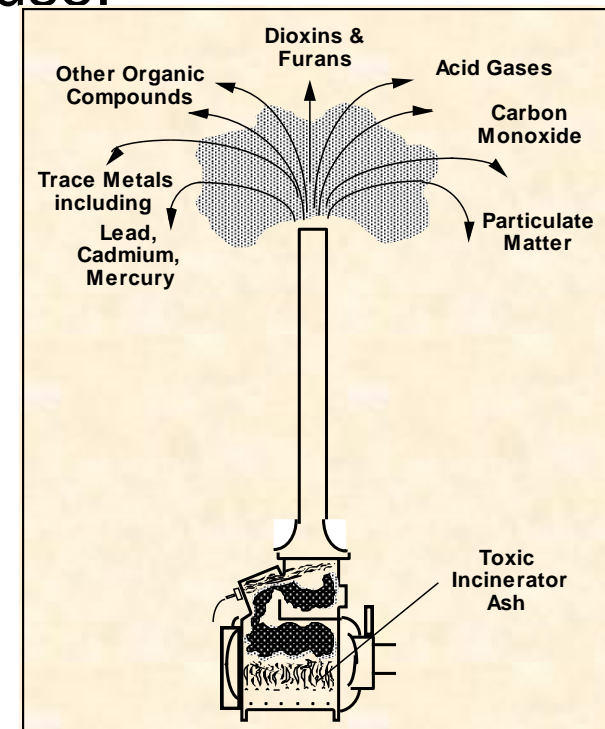 Dioxins &
Furans
Other Organic
Compounds
Acid Gases
Carbon
Monoxide
Trace Metals
including
Lead,
Cadmium,
Mercury
Particulate
Matter
Toxic
Incinerator
Ash